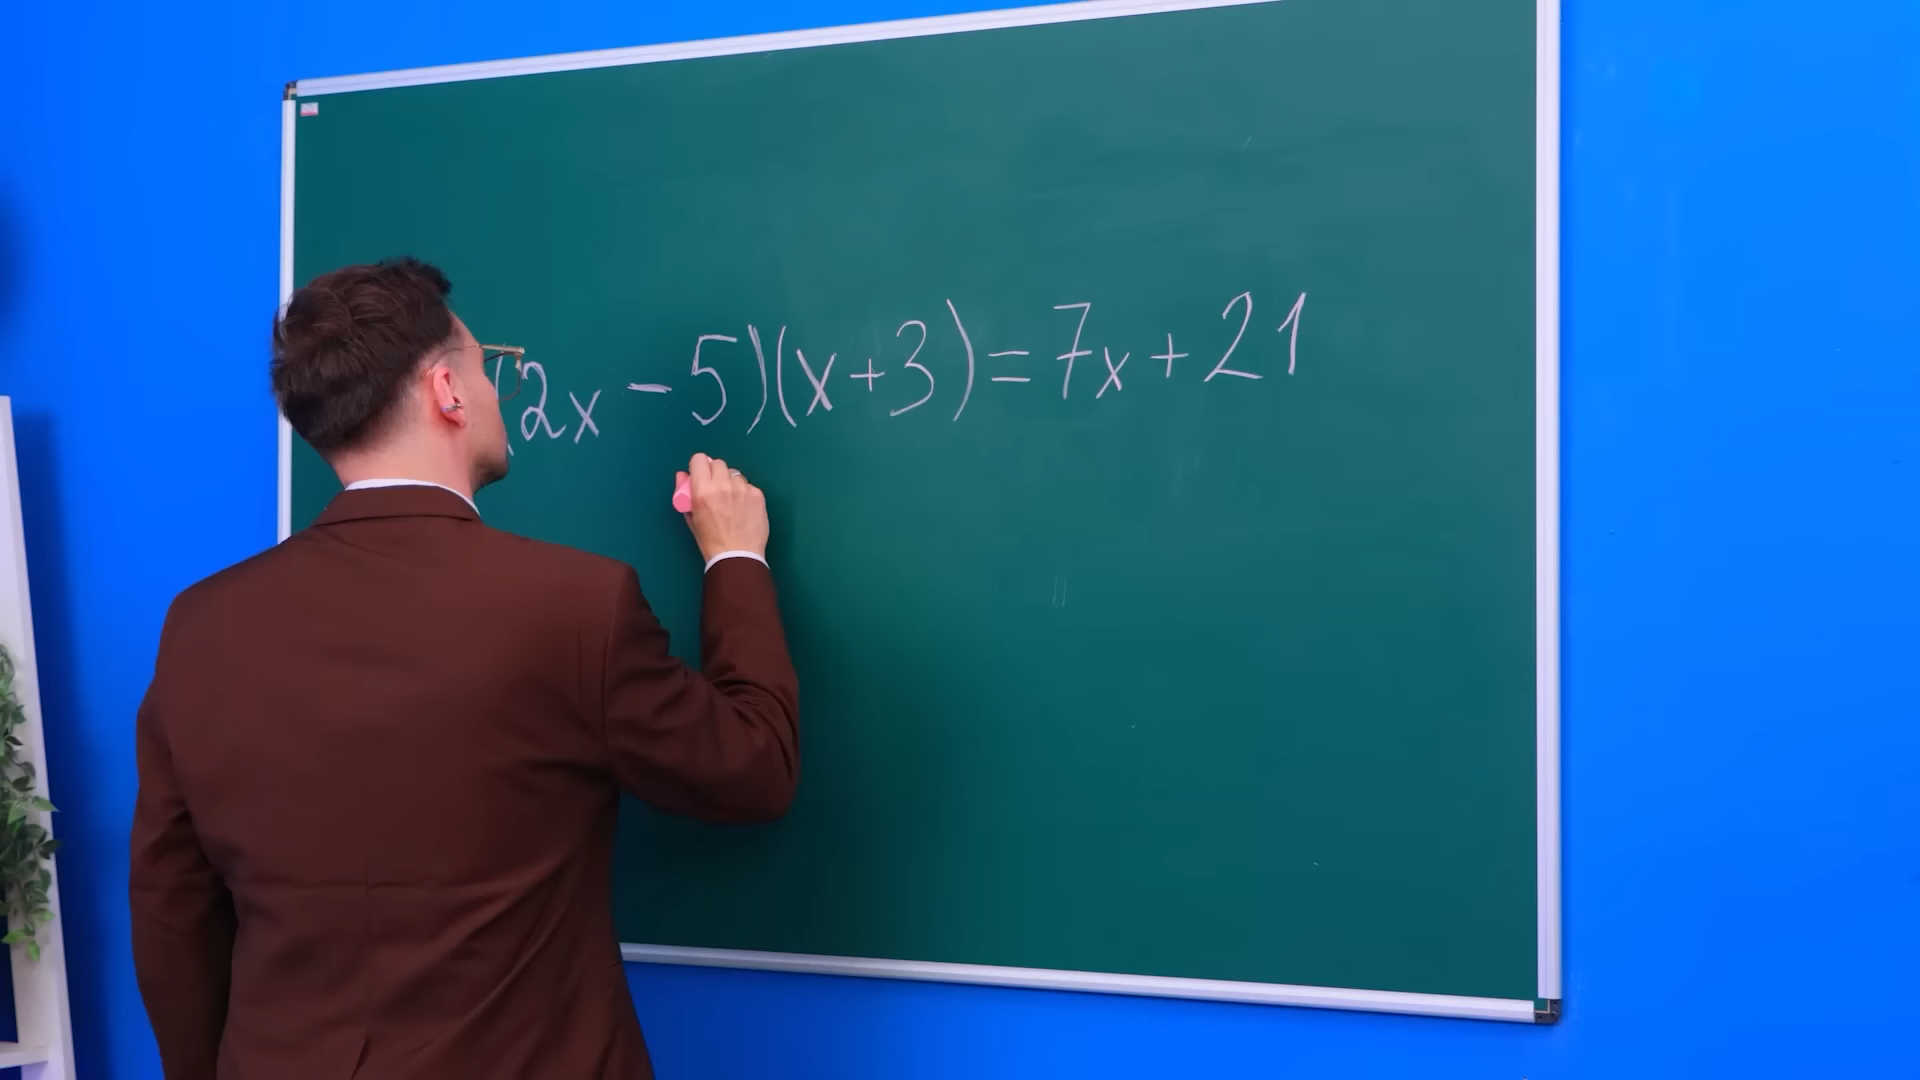 (2x - 5)(x + 3) = 7x + 21